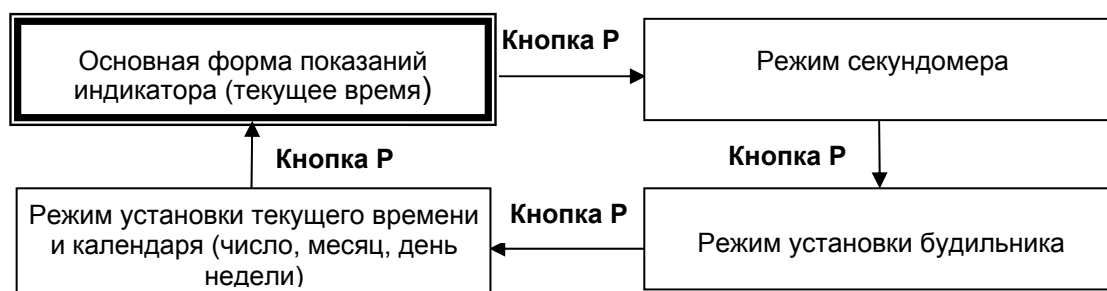 Основная форма показаний
индикатора (текущее время)
Кнопка Р
Режим секундомера
Кнопка Р
Режим установки будильника
Кнопка Р
Режим установки текущего времени
и календаря (число, месяц, день
недели)
Кнопка Р